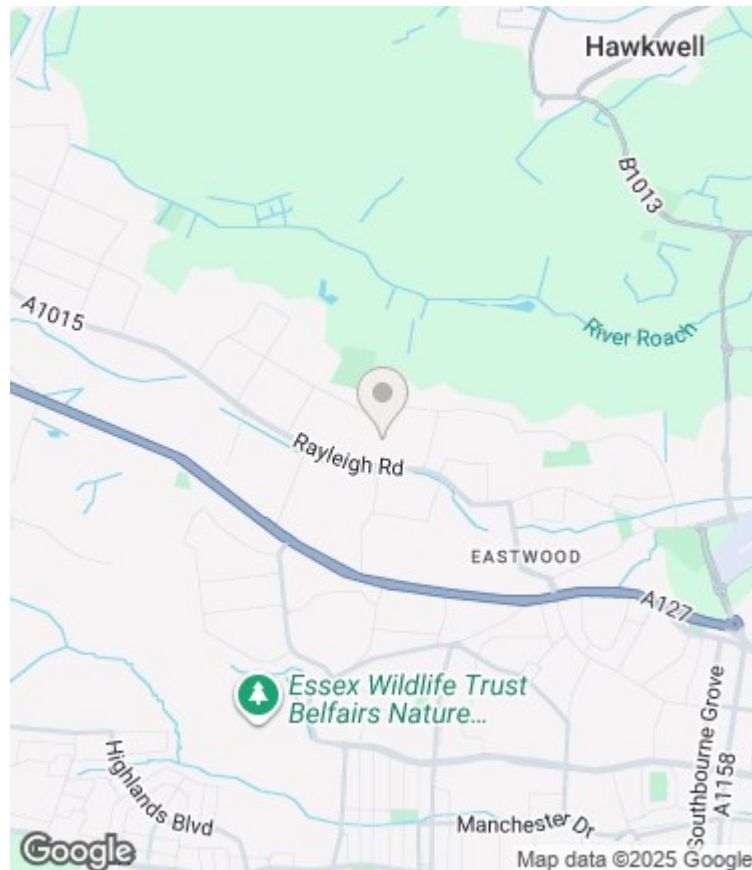 Hawkwell
B1013
A1015
River Roach
Rayleigh Rd
EASTWOOD
A127
Essex Wildlife Trust
Belfairs Nature...
Southbourne Grove
A1158
Highlands Blvd
Manchester Dr
Google
Map data ©2025 Google